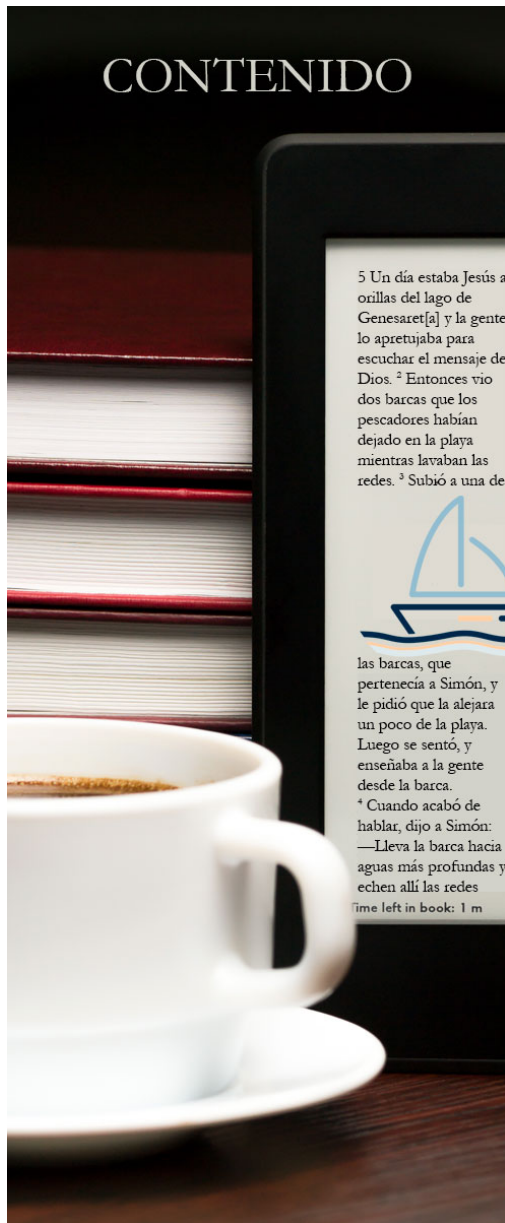 CONTENIDO
5 Un día estaba Jesús a
orillas del lago de
Genesaret[a] y la gente
lo apretujaba para
escuchar el mensaje de
Dios. ² Entonces vio
dos barcas que los
pescadores habían
dejado en la playa
mientras lavaban las
redes. ³ Subió a una de
las barcas, que
pertenecía a Simón, y
le pidió que la alejara
un poco de la playa.
Luego se sentó, y
enseñaba a la gente
desde la barca.
⁴ Cuando acabó de
hablar, dijo a Simón:
—Lleva la barca hacia
aguas más profundas y
echen allí las redes
Time left in book: 1 m